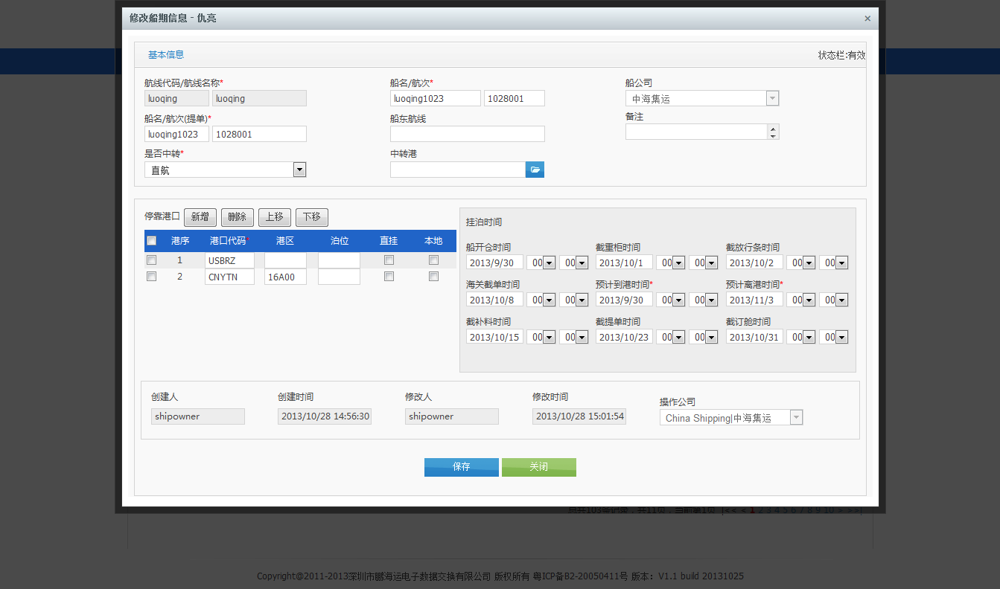 修改船期信息 - 仇亮 ×
基本信息 状态栏:有效
航线代码/航线名称* 船名/航次* 船公司
luoqing luoqing luoqing1023 1028001 中海集运
船名/航次(提单)* 船东航线 备注
luoqing1023 1028001
是否中转* 中转港
直航
停靠港口 新增 删除 上移 下移
港序 港口代码* 港区 泊位 直挂 本地
1 USBRZ
2 CNYTN 16A00
挂泊时间
船开仓时间 截重柜时间 截放行条时间
2013/9/30 00 00 2013/10/1 00 00 2013/10/2 00 00
海关截单时间 预计到港时间* 预计离港时间*
2013/10/8 00 00 2013/9/30 00 00 2013/11/3 00 00
截补料时间 截提单时间 截订舱时间
2013/10/15 00 00 2013/10/23 00 00 2013/10/31 00 00
创建人 创建时间 修改人 修改时间 操作公司
shipowner 2013/10/28 14:56:30 shipowner 2013/10/28 15:01:54 China Shipping|中海集运
保存 关闭
总共103条记录，共11页，当前第1页 |<< < 1 2 3 4 5 6 7 8 9 10 > >>|
Copyright@2011-2013深圳市鹏海运电子数据交换有限公司 版权所有 粤ICP备B2-20050411号 版本：V1.1 build 20131025